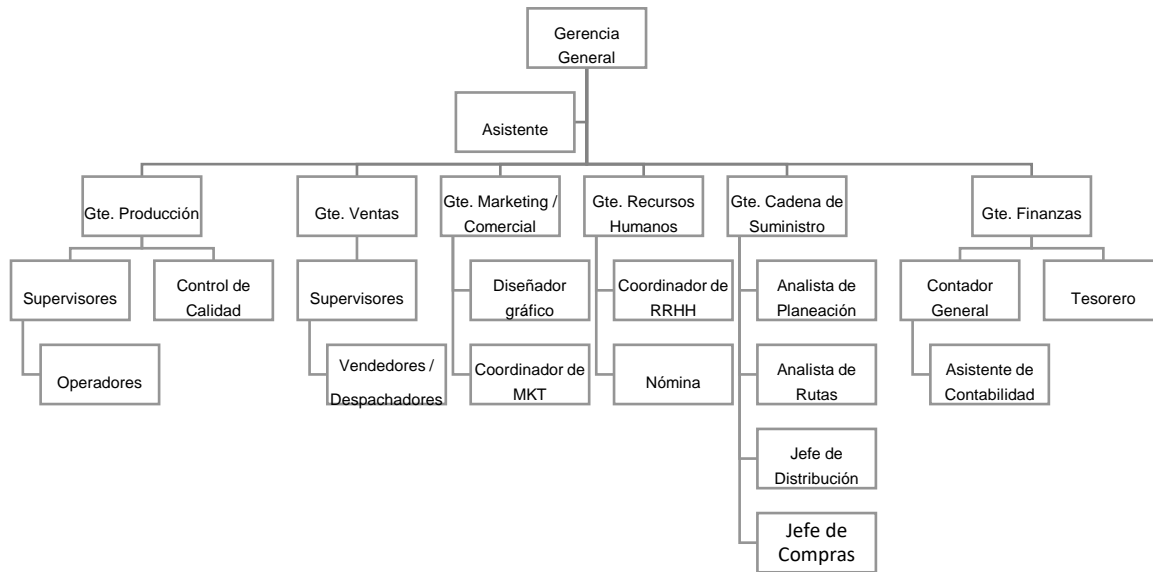 Gerencia
General
Asistente
Gte. Producción
Gte. Ventas
Gte. Marketing /
Comercial
Gte. Recursos
Humanos
Gte. Cadena de
Suministro
Gte. Finanzas
Supervisores
Control de
Calidad
Supervisores
Diseñador
gráfico
Coordinador de
RRHH
Analista de
Planeación
Contador
General
Tesorero
Operadores
Vendedores /
Despachadores
Coordinador de
MKT
Nómina
Analista de
Rutas
Asistente de
Contabilidad
Jefe de
Distribución
Jefe de
Compras